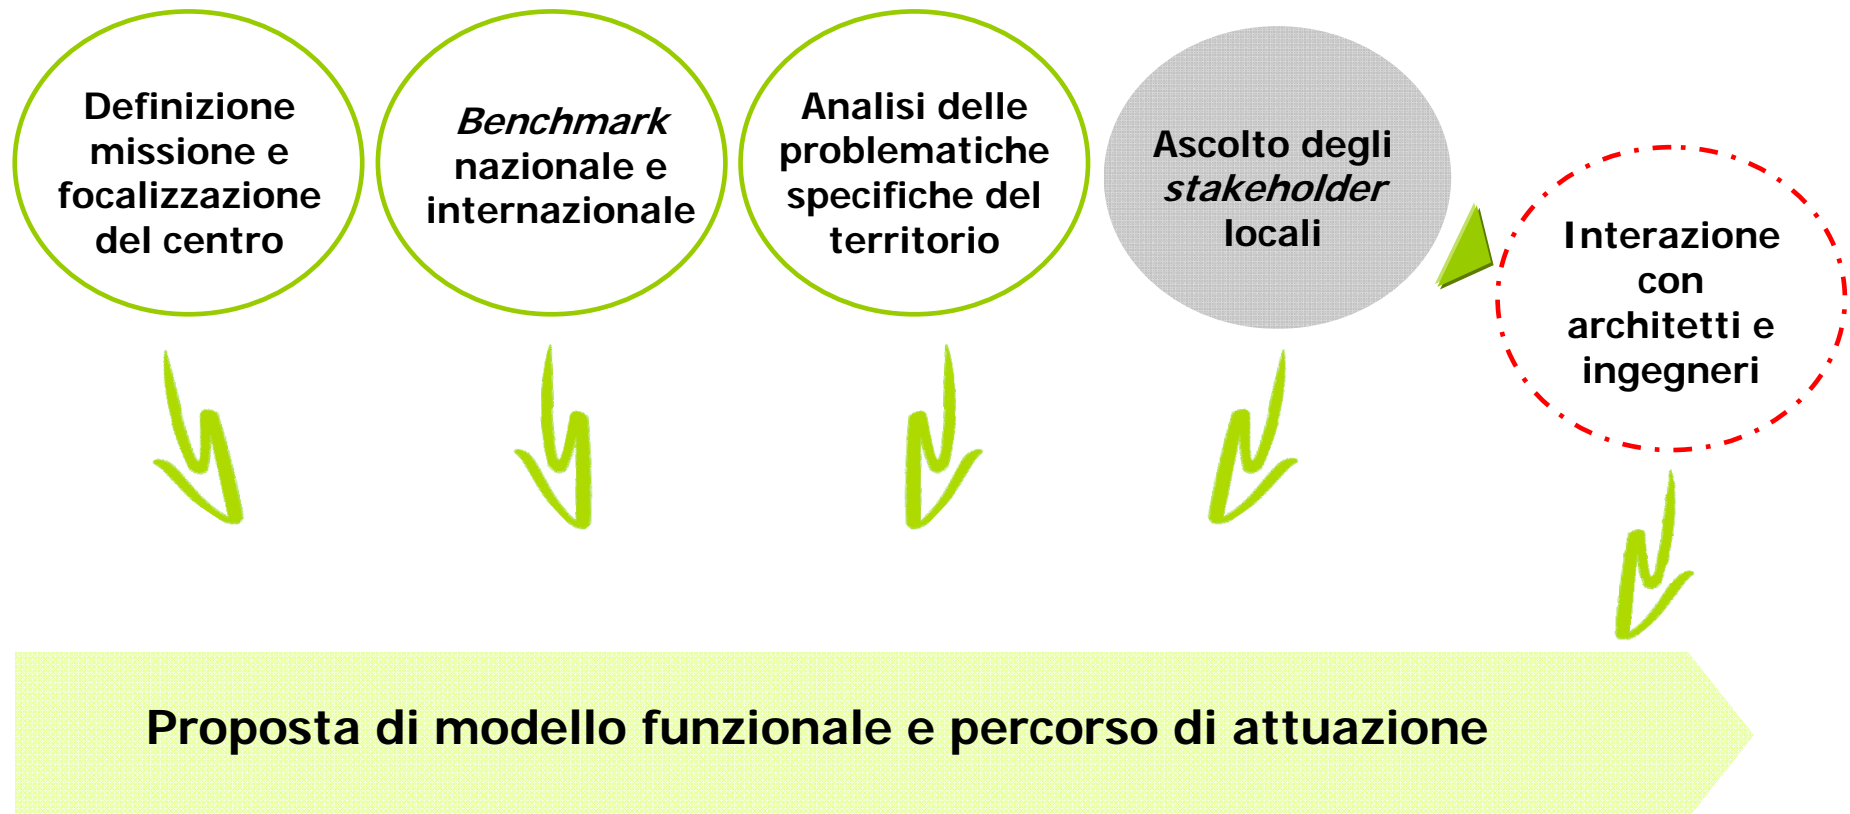 Definizione
missione e
focalizzazione
del centro
Benchmark
nazionale e
internazionale
Analisi delle
problematiche
specifiche del
territorio
Ascolto degli
stakeholder
locali
Interazione
con
architetti e
ingegneri
Proposta di modello funzionale e percorso di attuazione